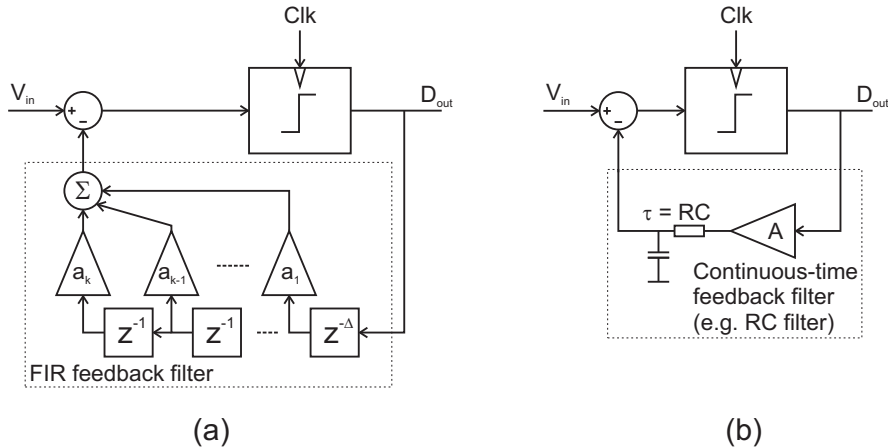 Clk
V_in
+
−
D_out
Σ
a_k
a_k-1
a_1
z^-1
z^-1
z^-Δ
FIR feedback filter
(a)
Clk
V_in
+
−
D_out
τ = RC
A
Continuous-time
feedback filter
(e.g. RC filter)
(b)